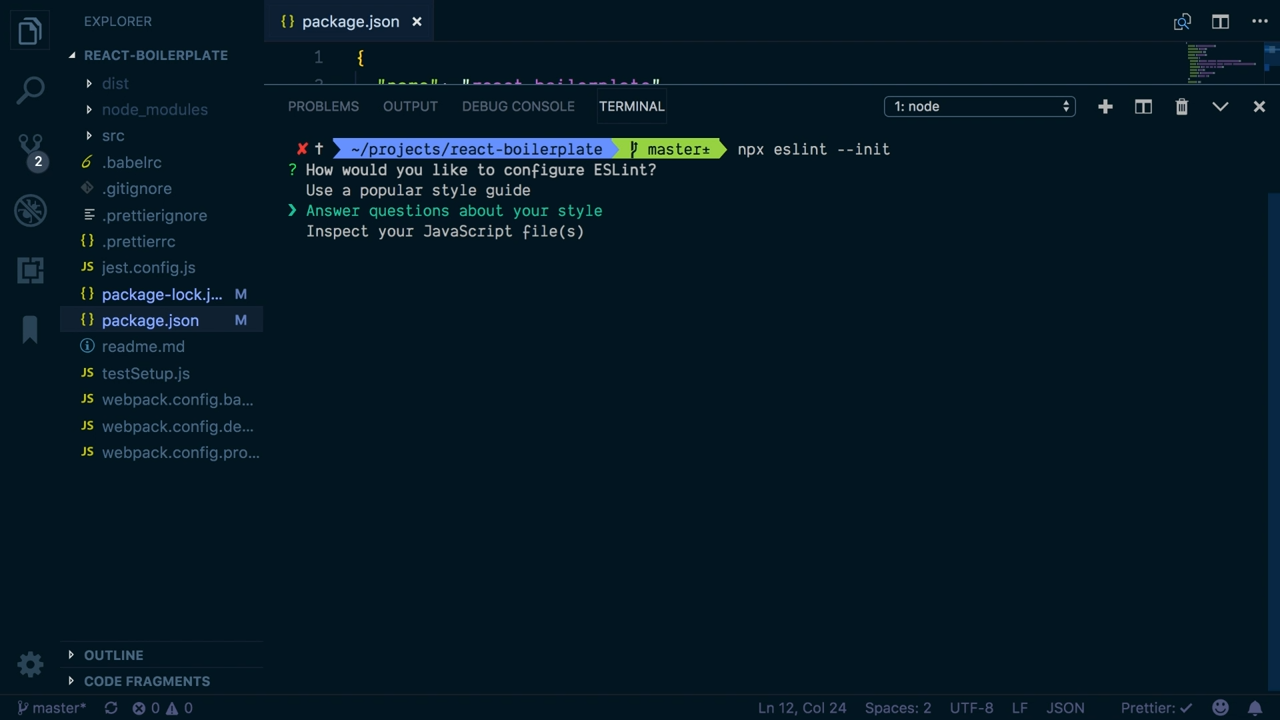 EXPLORER
REACT-BOILERPLATE
dist
node_modules
src
.babelrc
.gitignore
.prettierignore
.prettierrc
jest.config.js
package-lock.j... M
package.json M
readme.md
testSetup.js
webpack.config.ba...
webpack.config.de...
webpack.config.pro...
OUTLINE
CODE FRAGMENTS
2
package.json
1 {
2 "name": "react-boilerplate"
PROBLEMS OUTPUT DEBUG CONSOLE TERMINAL 1: node
~/projects/react-boilerplate master± npx eslint --init
? How would you like to configure ESLint?
Use a popular style guide
❯ Answer questions about your style
Inspect your JavaScript file(s)
master* 0 0 Ln 12, Col 24 Spaces: 2 UTF-8 LF JSON Prettier: ✓